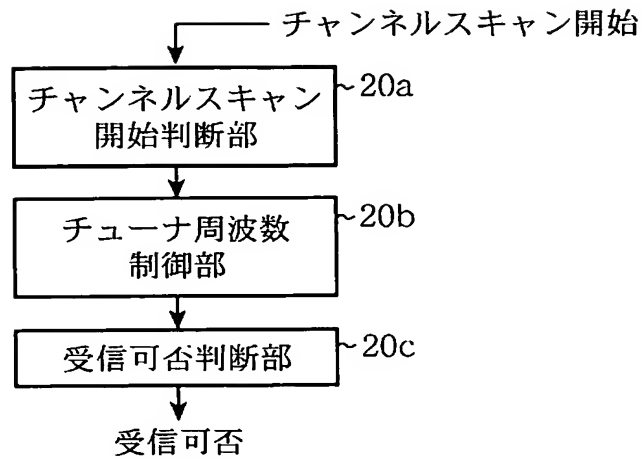 チャンネルスキャン開始
チャンネルスキャン
開始判断部
~20a
チューナ周波数
制御部
~20b
受信可否判断部
~20c
受信可否